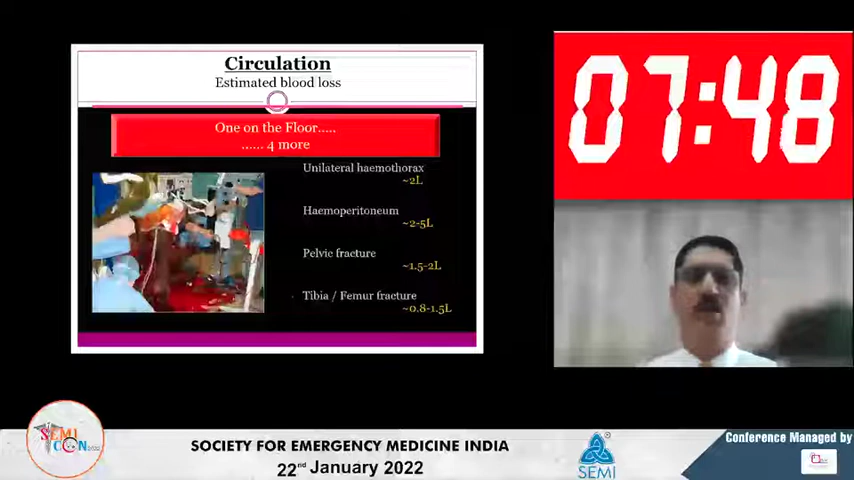 Circulation
Estimated blood loss
One on the Floor.....
...... 4 more
Unilateral haemothorax
~2L
Haemoperitoneum
~2-5L
Pelvic fracture
~1.5-2L
Tibia / Femur fracture
~0.8-1.5L
07:48
SEMI
CON
SOCIETY FOR EMERGENCY MEDICINE INDIA
22nd January 2022
SEMI
Conference Managed by